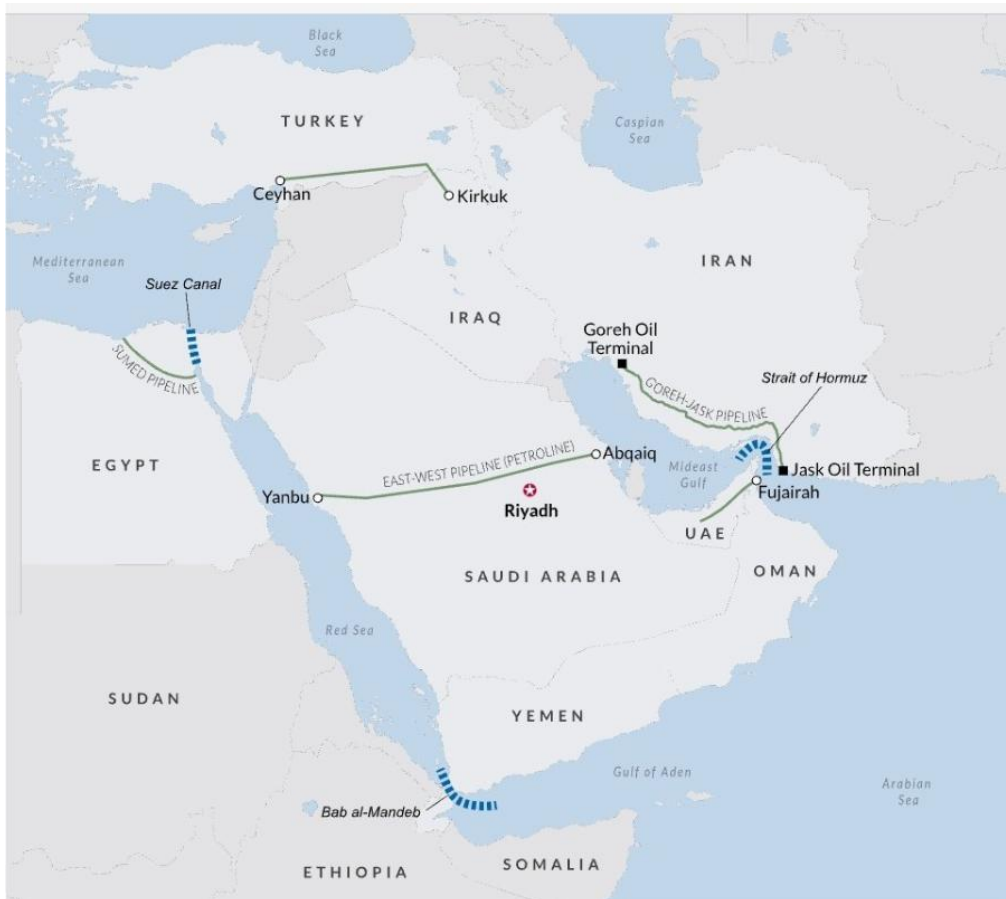 Black
Sea
TURKEY
Caspian
Sea
Ceyhan
Kirkuk
Mediterranean
Sea
Suez Canal
IRAN
IRAQ
Goreh Oil
Terminal
SUMED PIPELINE
Strait of Hormuz
GOREH-JASK PIPELINE
EGYPT
EAST-WEST PIPELINE (PETROLINE)
Abqaiq
Mideast
Gulf
Jask Oil Terminal
Yanbu
Fujairah
Riyadh
UAE
SAUDI ARABIA
OMAN
Red Sea
SUDAN
YEMEN
Gulf of Aden
Arabian
Sea
Bab al-Mandeb
ETHIOPIA
SOMALIA